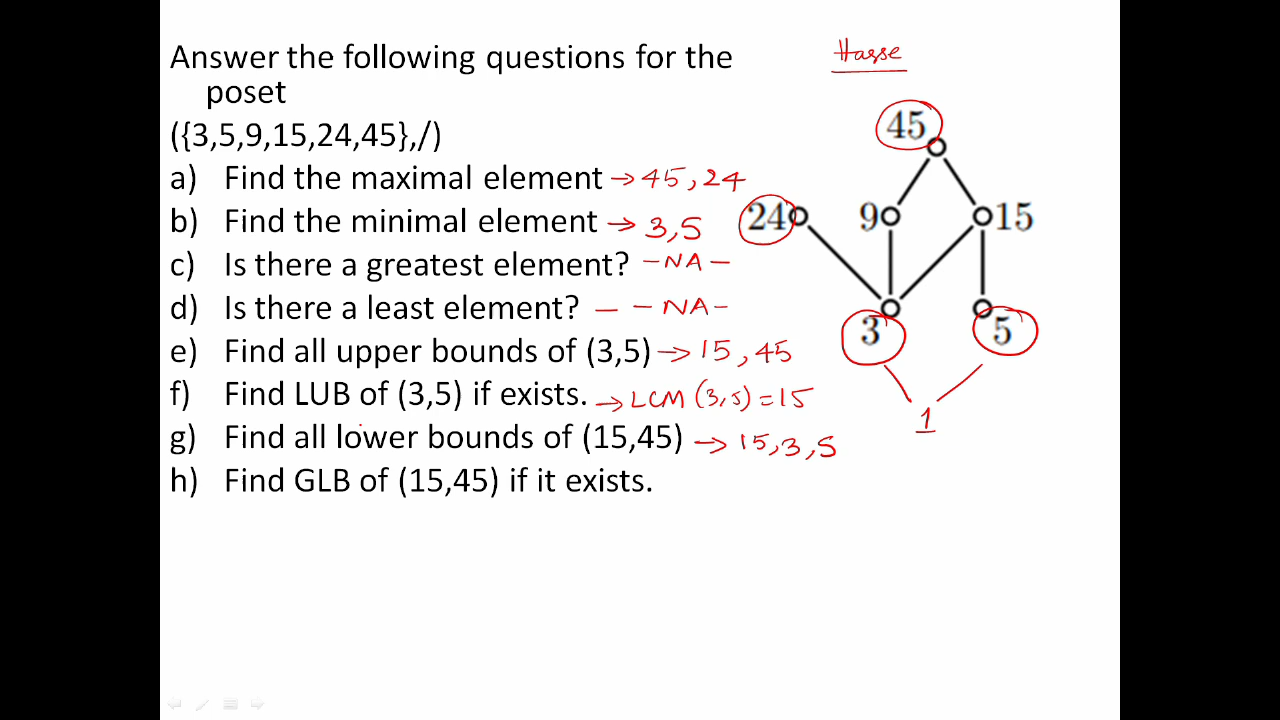 Answer the following questions for the
poset
({3,5,9,15,24,45},/)
a) Find the maximal element → 45, 24
b) Find the minimal element → 3,5
c) Is there a greatest element? – NA –
d) Is there a least element? – – NA –
e) Find all upper bounds of (3,5) → 15, 45
f) Find LUB of (3,5) if exists. → LCM (3,5) = 15
g) Find all lower bounds of (15,45) → 15,3,5
h) Find GLB of (15,45) if it exists.
Hasse
45
24 9 15
3 5
1